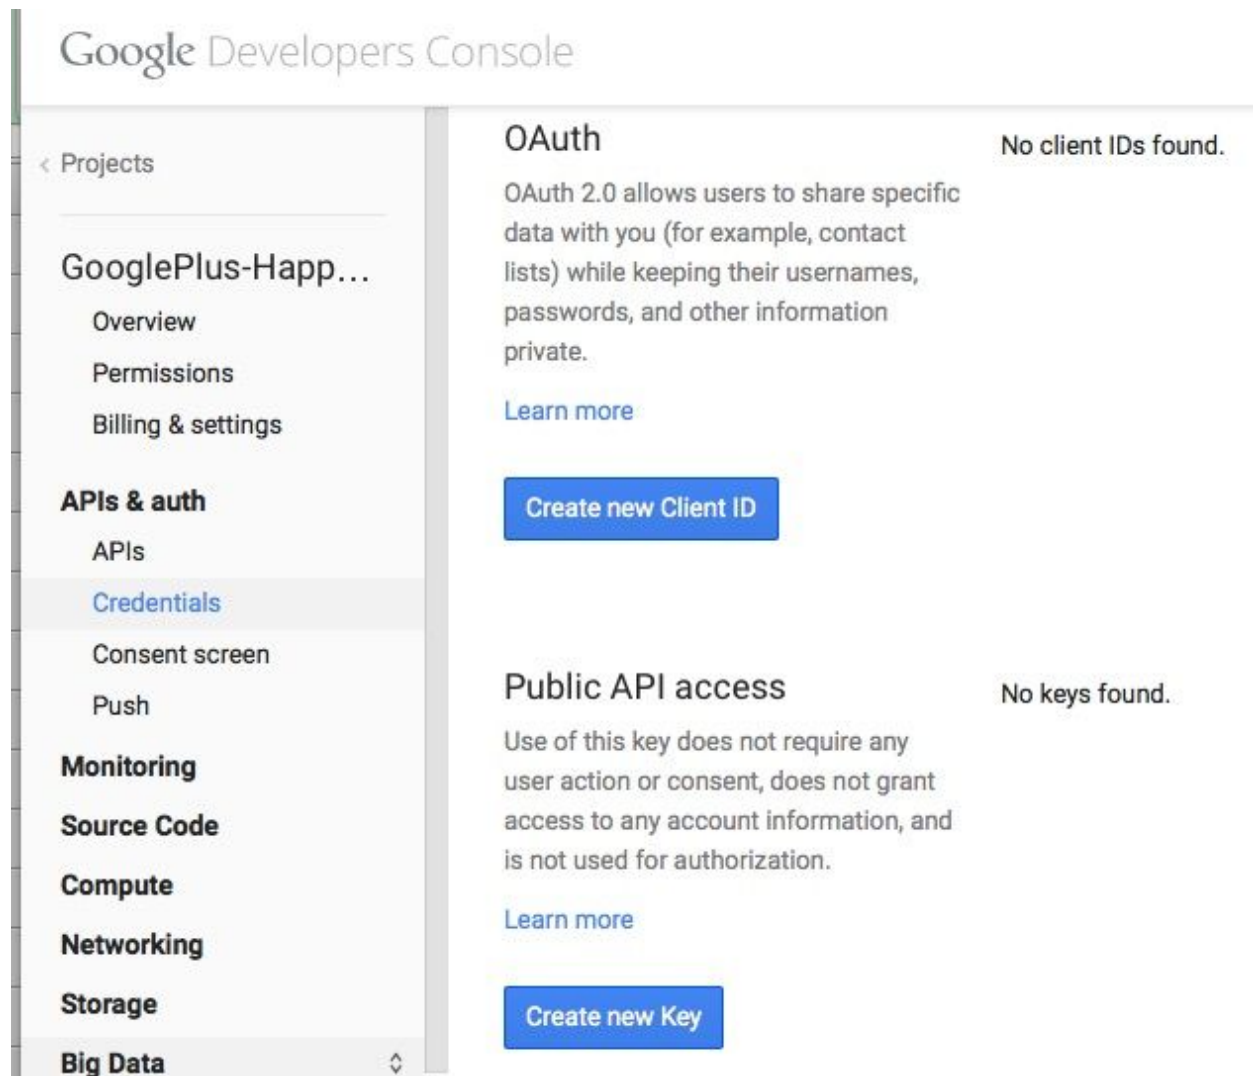 Google Developers Console
< Projects
GooglePlus-Happ...
Overview
Permissions
Billing & settings
APIs & auth
APIs
Credentials
Consent screen
Push
Monitoring
Source Code
Compute
Networking
Storage
Big Data
OAuth
OAuth 2.0 allows users to share specific
data with you (for example, contact
lists) while keeping their usernames,
passwords, and other information
private.
Learn more
Create new Client ID
No client IDs found.
Public API access
Use of this key does not require any
user action or consent, does not grant
access to any account information, and
is not used for authorization.
Learn more
Create new Key
No keys found.